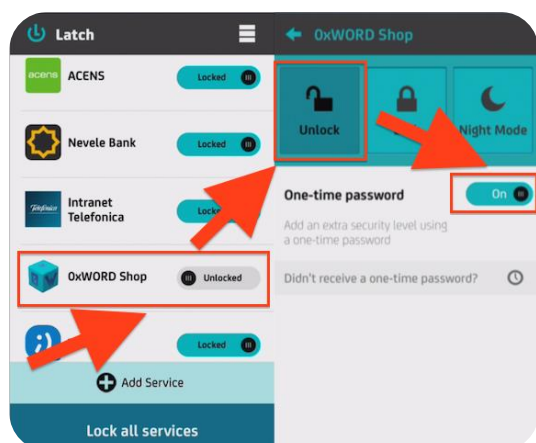 Latch
acens
ACENS
Locked
Nevele Bank
Locked
Telefónica
Intranet
Telefonica
0xWORD Shop
Unlocked
Locked
Add Service
Lock all services
0xWORD Shop
Unlock
Night Mode
One-time password
On
Add an extra security level using
a one-time password
Didn't receive a one-time password?